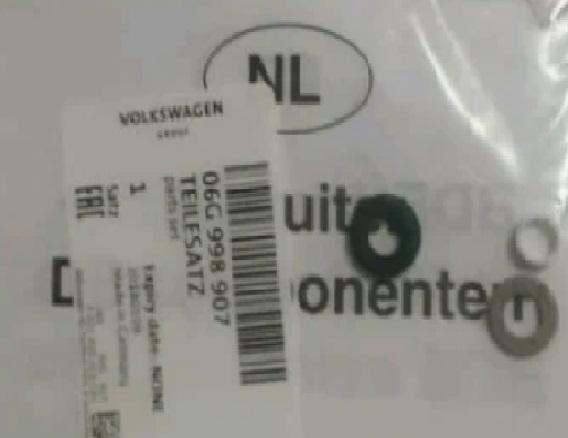 NL
VOLKSWAGEN
GROUP
06G 998 907
TEILESATZ
parts set
1
Satz
EAC
Expiry date: NONE
Made in Germany
uit
onenten